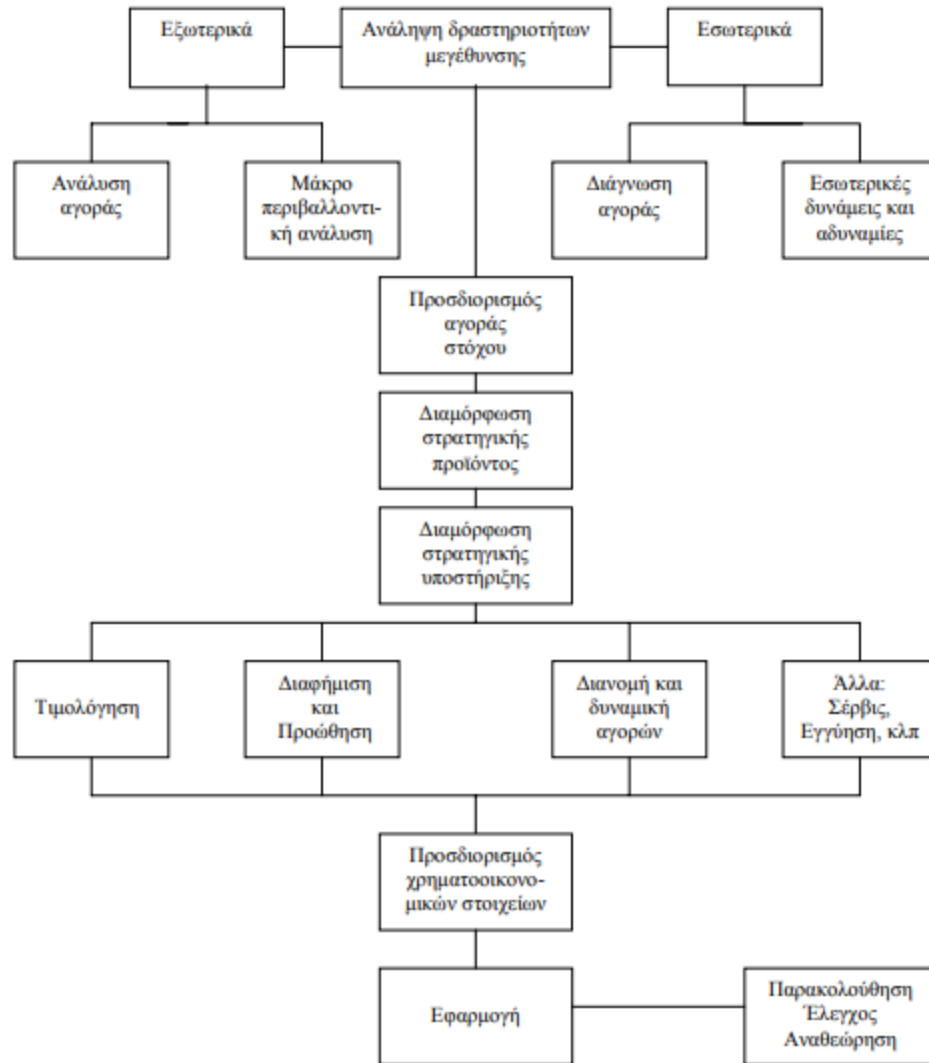 Εξωτερικά
Ανάληψη δραστηριοτήτων
μεγέθυνσης
Εσωτερικά
Ανάλυση
αγοράς
Μάκρο
περιβαλλοντι-
κή ανάλυση
Διάγνωση
αγοράς
Εσωτερικές
δυνάμεις και
αδυναμίες
Προσδιορισμός
αγοράς
στόχου
Διαμόρφωση
στρατηγικής
προϊόντος
Διαμόρφωση
στρατηγικής
υποστήριξης
Τιμολόγηση
Διαφήμιση
και
Προώθηση
Διανομή και
δυναμική
αγορών
Άλλα:
Σέρβις,
Εγγύηση, κλπ
Προσδιορισμός
χρηματοοικονο-
μικών στοιχείων
Εφαρμογή
Παρακολούθηση
Έλεγχος
Αναθεώρηση